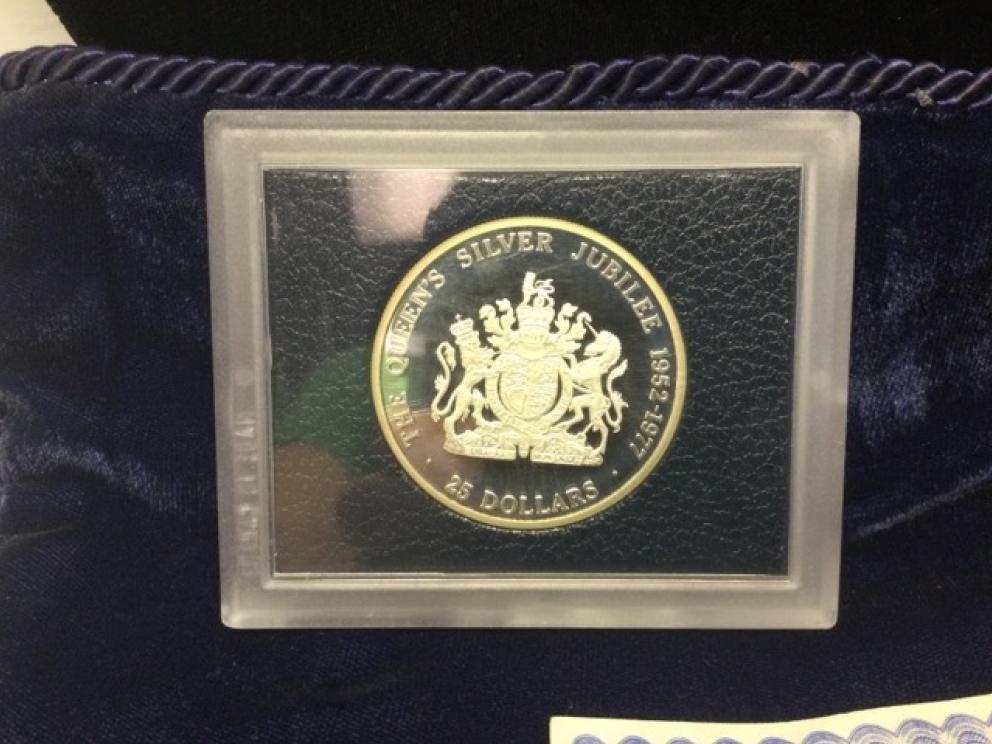 THE QUEEN'S SILVER JUBILEE 1952-1977
25 DOLLARS